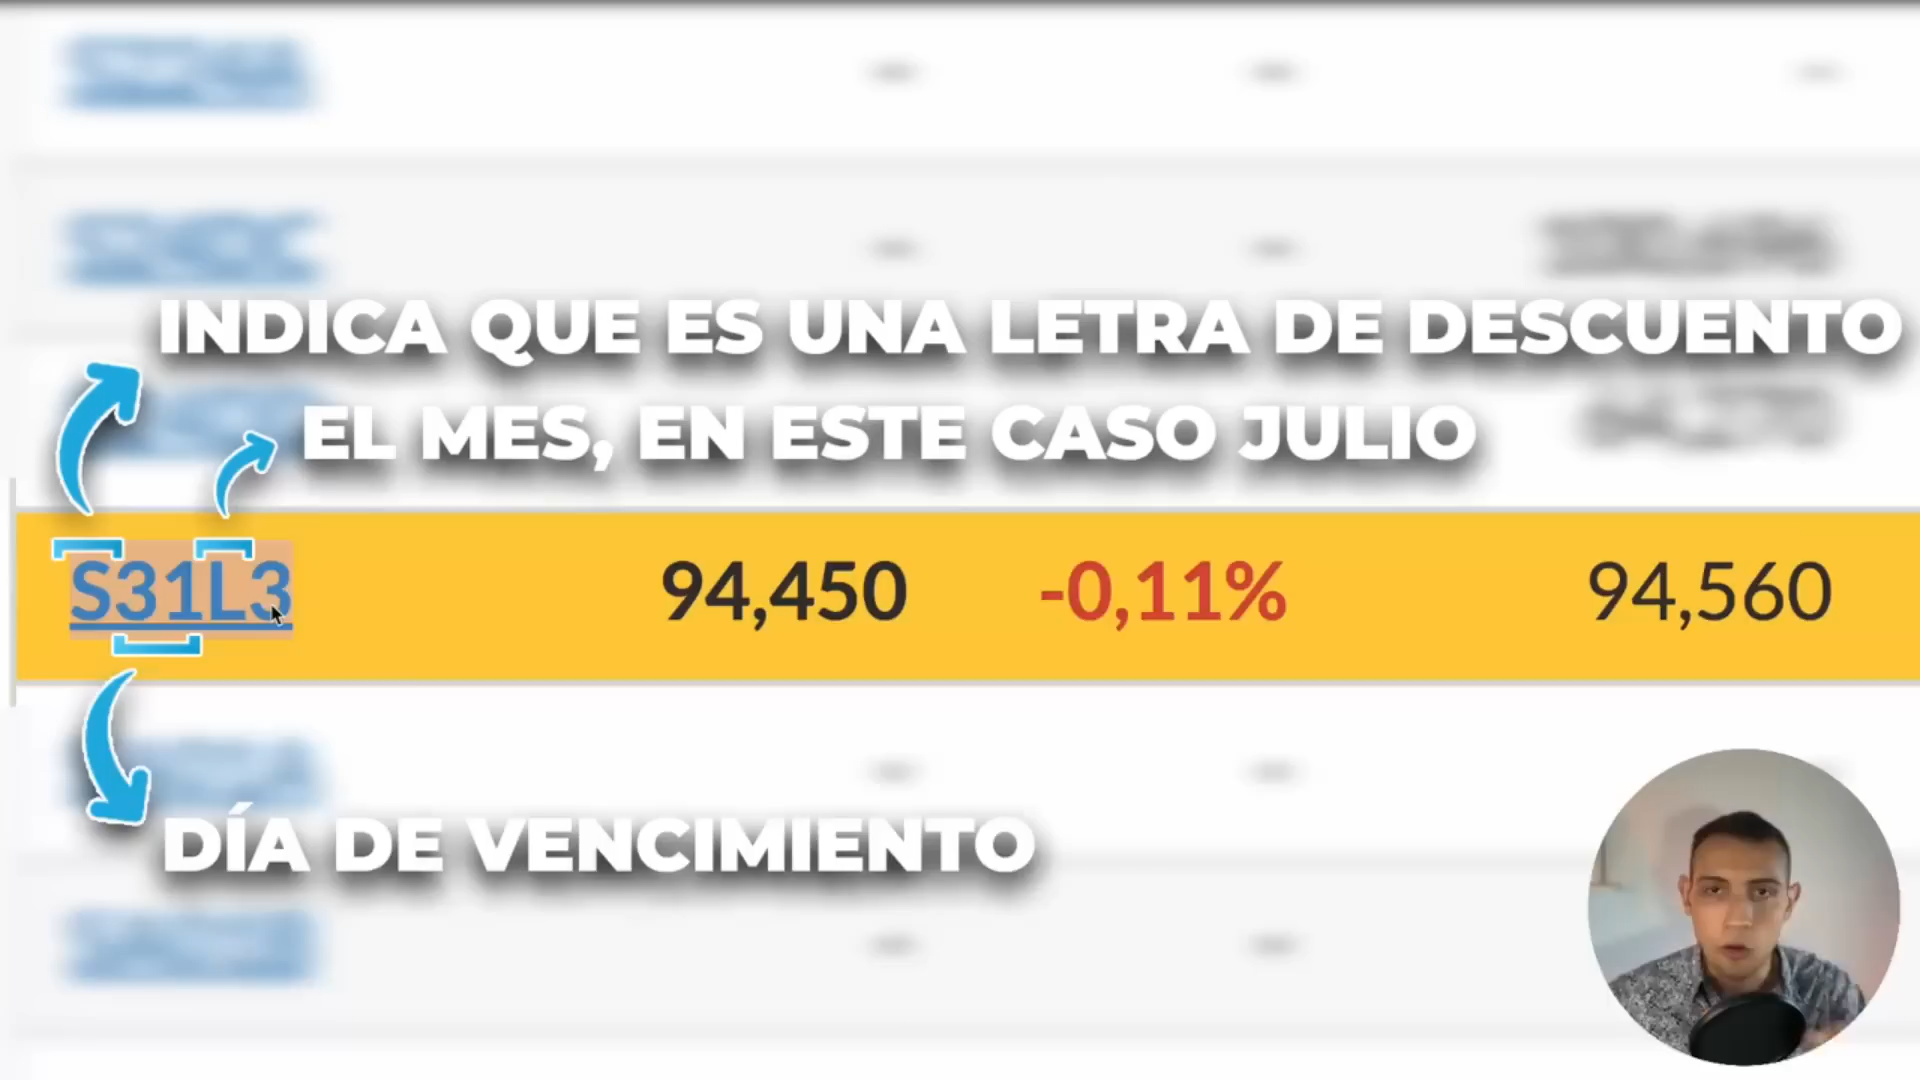 INDICA QUE ES UNA LETRA DE DESCUENTO
EL MES, EN ESTE CASO JULIO
S31L3 94,450 -0,11% 94,560
DÍA DE VENCIMIENTO